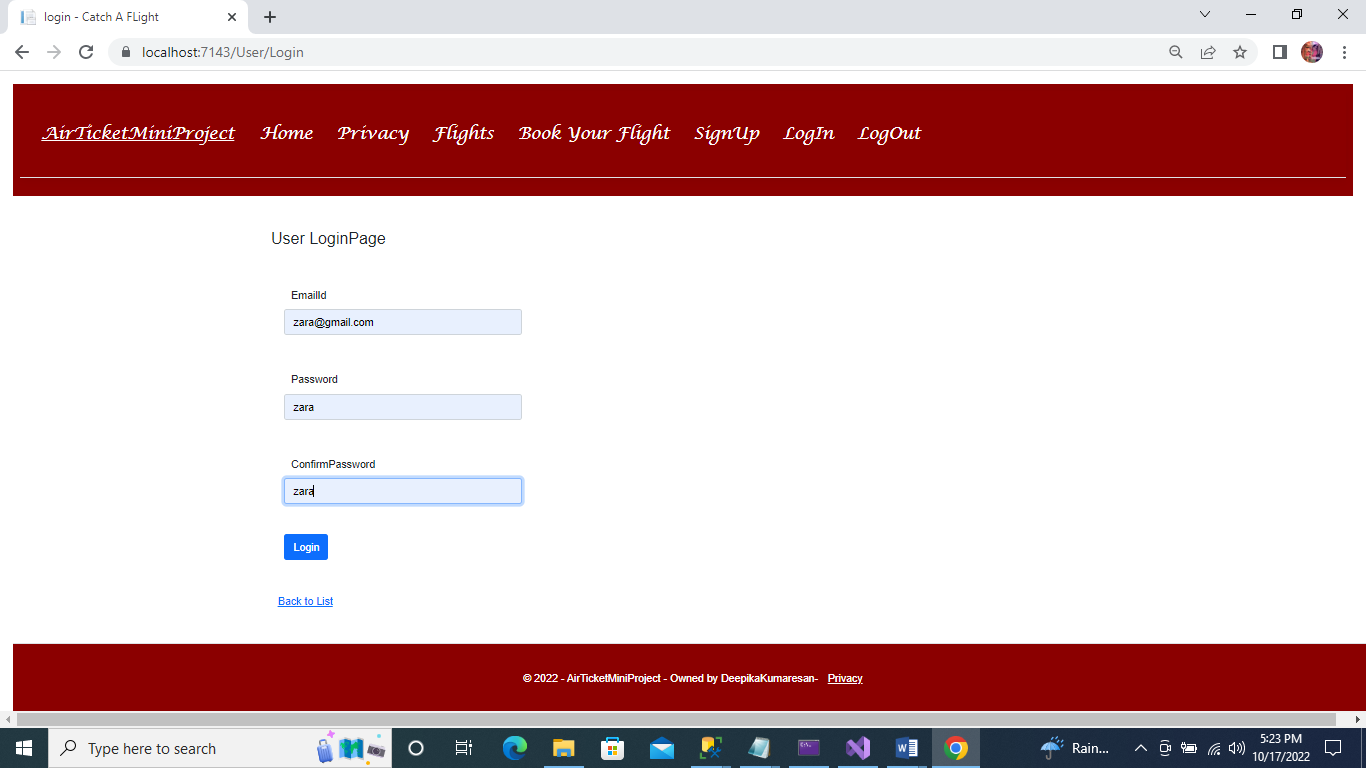 login - Catch A FLight
localhost:7143/User/Login
AirTicketMiniProject Home Privacy Flights Book Your Flight SignUp LogIn LogOut
User LoginPage
EmailId
zara@gmail.com
Password
zara
ConfirmPassword
zara
Login
Back to List
© 2022 - AirTicketMiniProject - Owned by DeepikaKumaresan- Privacy
Type here to search
Rain...
5:23 PM
10/17/2022